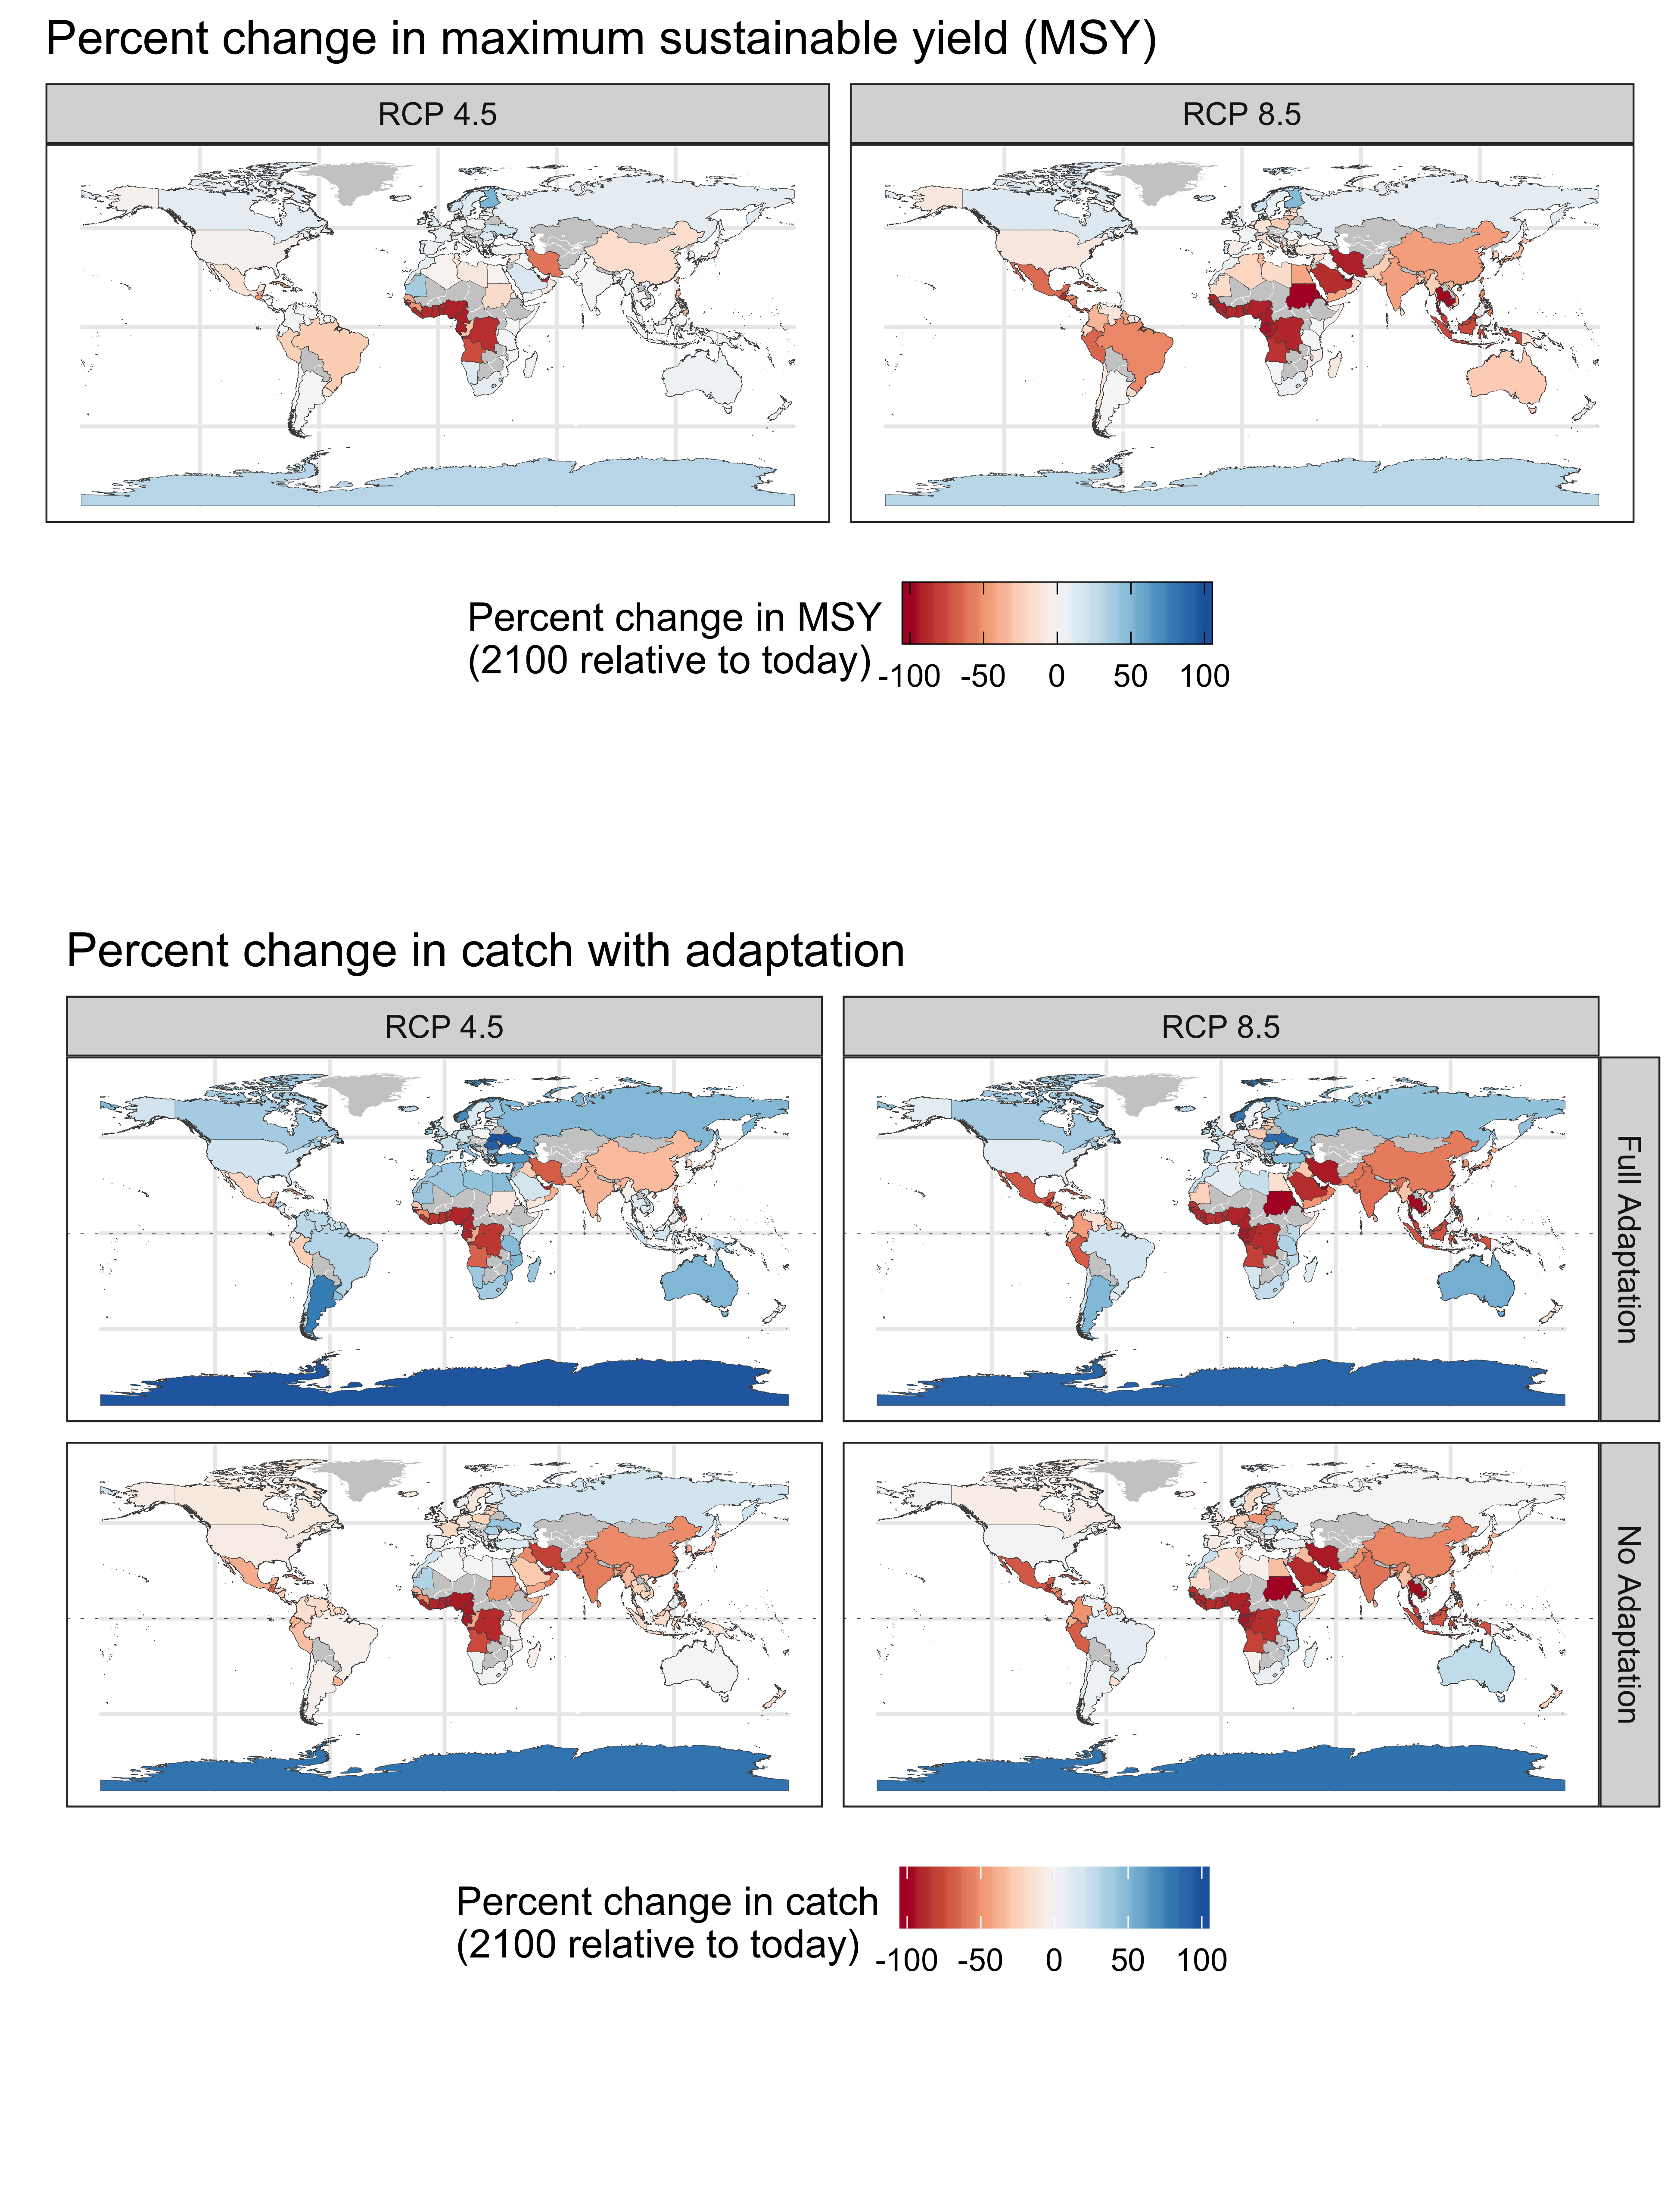 Percent change in maximum sustainable yield (MSY)
RCP 4.5
RCP 8.5
Percent change in MSY
(2100 relative to today)
-100 -50 0 50 100
Percent change in catch with adaptation
RCP 4.5
RCP 8.5
Full Adaptation
No Adaptation
Percent change in catch
(2100 relative to today)
-100 -50 0 50 100